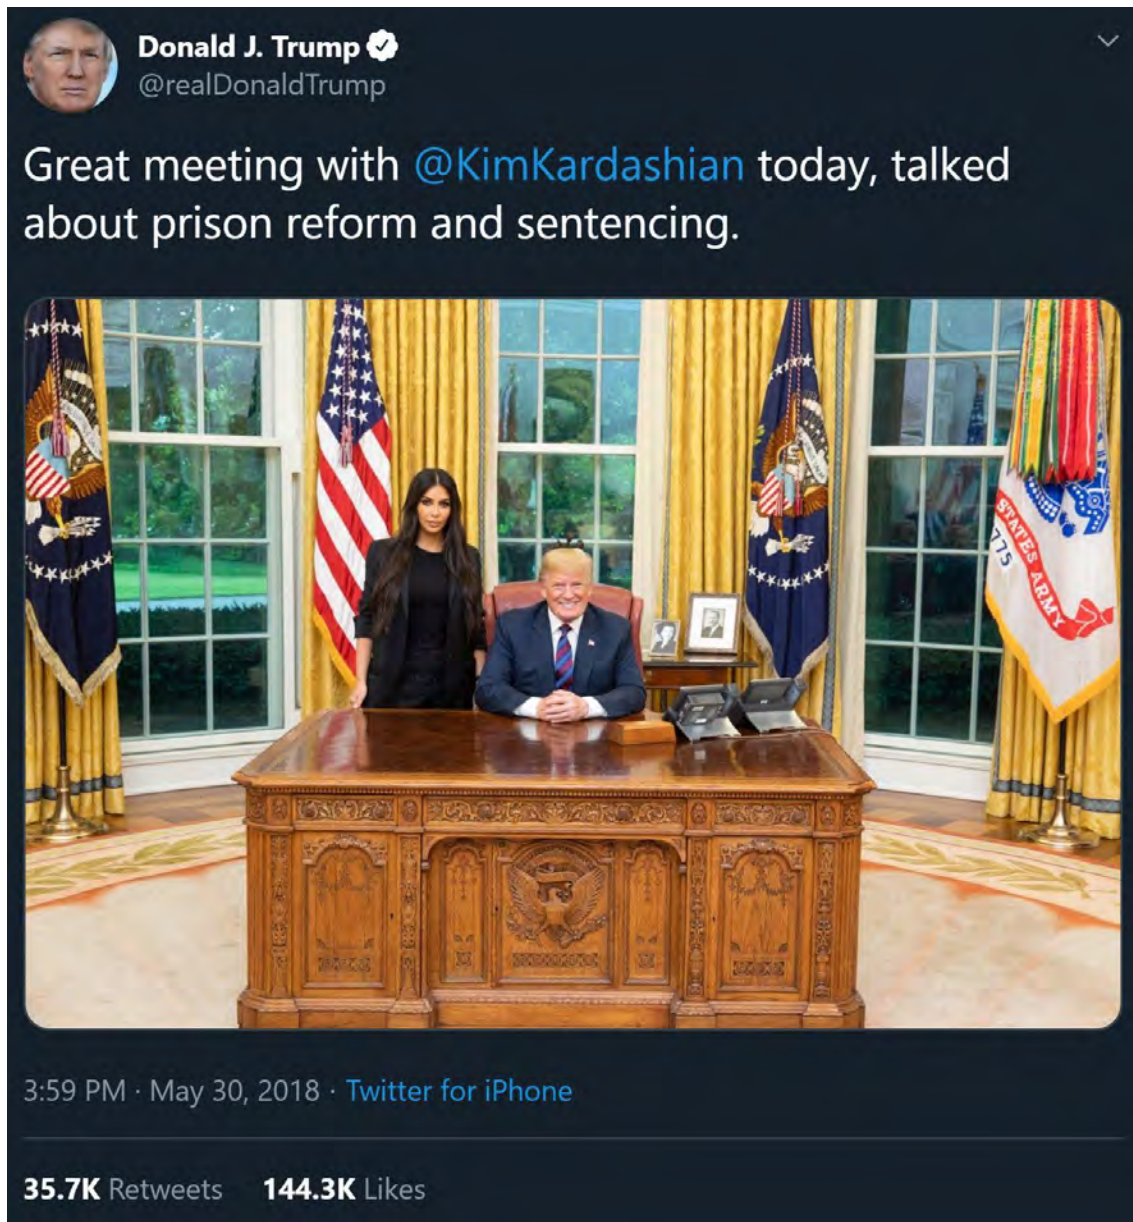 Donald J. Trump
@realDonaldTrump
Great meeting with @KimKardashian today, talked
about prison reform and sentencing.
STATES ARMY
775
3:59 PM · May 30, 2018 · Twitter for iPhone
35.7K Retweets 144.3K Likes